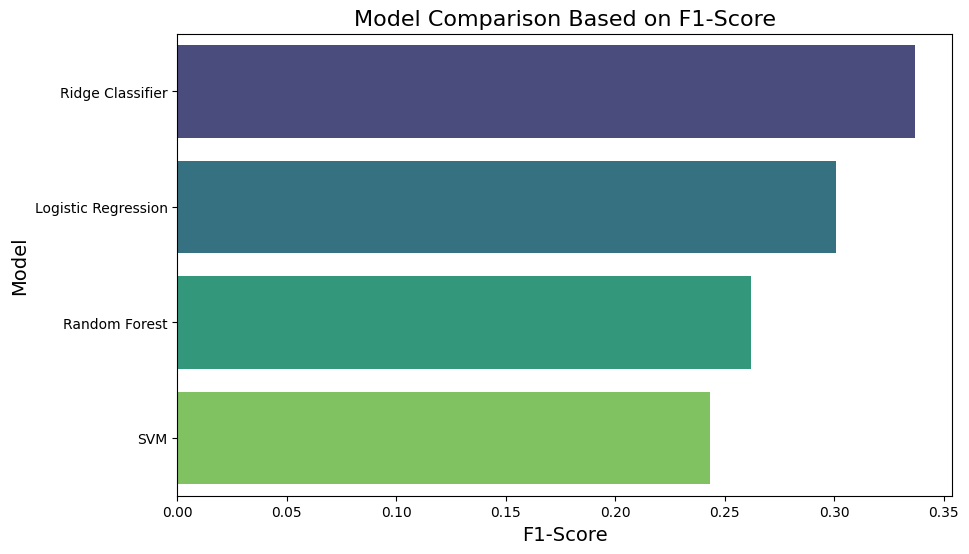 Model Comparison Based on F1-Score
Ridge Classifier
Logistic Regression
Random Forest
SVM
Model
0.00 0.05 0.10 0.15 0.20 0.25 0.30 0.35
F1-Score